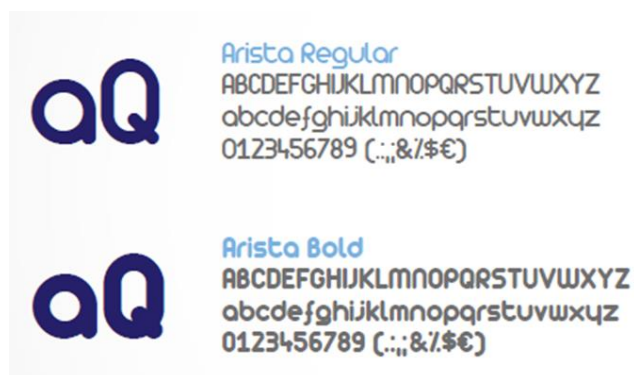 aQ
Arista Regular
ABCDEFGHIJKLMNOPQRSTUVWXYZ
abcdefghijklmnopqrstuvwxyz
0123456789 (.:,;&%$€)
aQ
Arista Bold
ABCDEFGHIJKLMNOPQRSTUVWXYZ
abcdefghijklmnopqrstuvwxyz
0123456789 (.:,;&%$€)